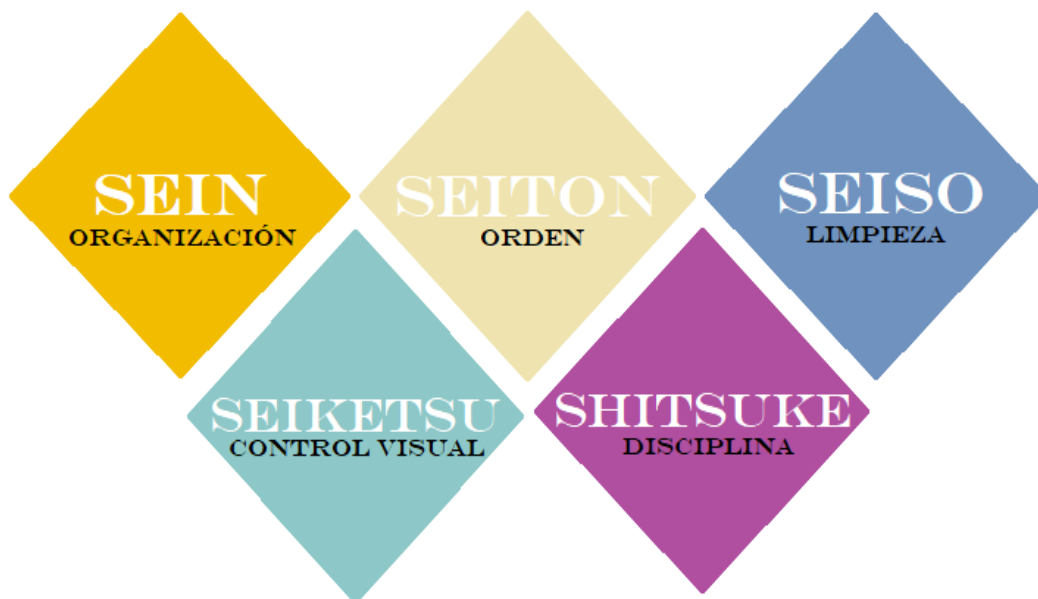 SEIN
ORGANIZACIÓN
SEITON
ORDEN
SEISO
LIMPIEZA
SEIKETSU
CONTROL VISUAL
SHITSUKE
DISCIPLINA